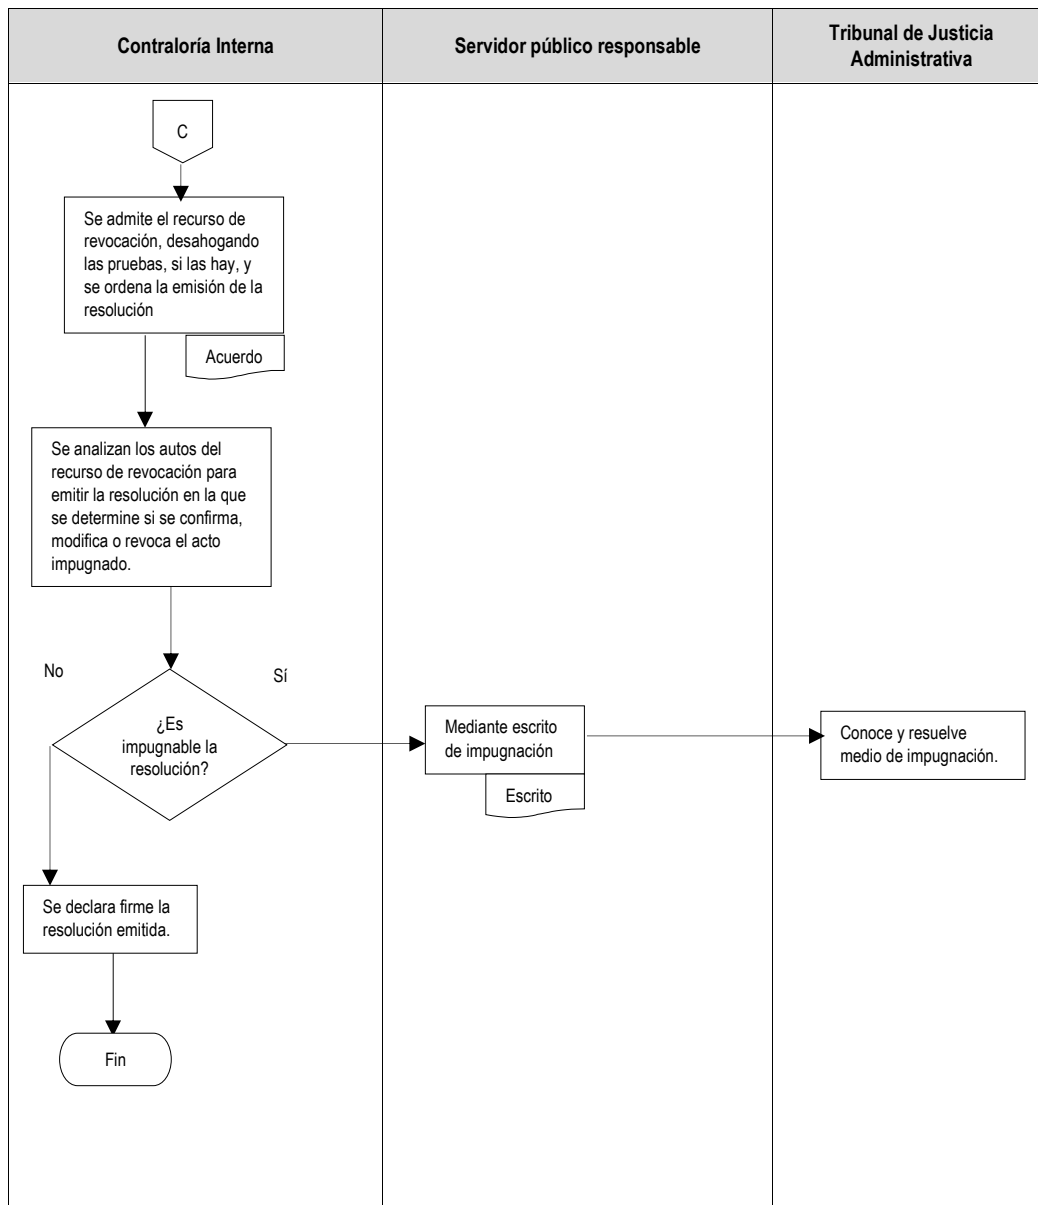 Contraloría Interna
Servidor público responsable
Tribunal de Justicia
Administrativa
C
Se admite el recurso de
revocación, desahogando
las pruebas, si las hay, y
se ordena la emisión de la
resolución
Acuerdo
Se analizan los autos del
recurso de revocación para
emitir la resolución en la que
se determine si se confirma,
modifica o revoca el acto
impugnado.
No
Sí
¿Es
impugnable la
resolución?
Mediante escrito
de impugnación
Escrito
Conoce y resuelve
medio de impugnación.
Se declara firme la
resolución emitida.
Fin